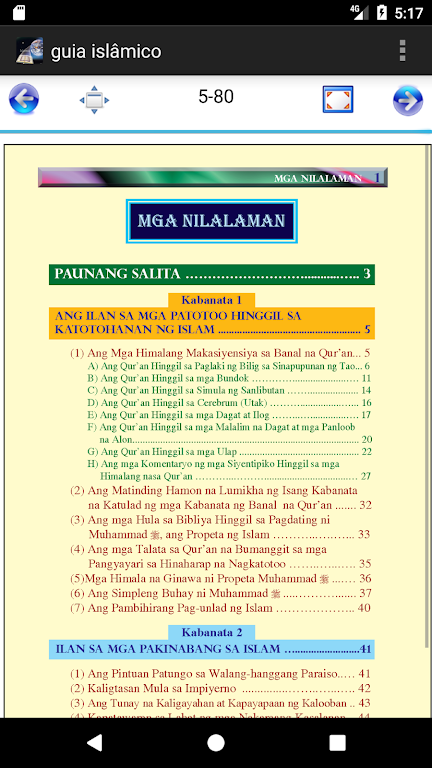 4G 5:17
guia islâmico
5-80
MGA NILALAMAN 1
MGA NILALAMAN
PAUNANG SALITA ................................... 3
Kabanata 1
ANG ILAN SA MGA PATOTOO HINGGIL SA
KATOTOHANAN NG ISLAM ................................................... 5
(1) Ang Mga Himalang Makasiyensiya sa Banal na Qur'an... 5
A) Ang Qur'an Hinggil sa Paglaki ng Bilig sa Sinapupunan ng Tao... 6
B) Ang Qur'an Hinggil sa mga Bundok ........................... 11
C) Ang Qur'an Hinggil sa Simula ng Sanlibutan .................. 14
D) Ang Qur'an Hinggil sa Cerebrum (Utak) ...................... 16
E) Ang Qur'an Hinggil sa mga Dagat at Ilog ..................... 17
F) Ang Qur'an Hinggil sa mga Malalim na Dagat at mga Panloob
na Alon.......................................................................... 20
G) Ang Qur'an Hinggil sa mga Ulap ....................................... 22
H) Ang mga Komentaryo ng mga Siyentipiko Hinggil sa mga
Himalang nasa Qur'an ........................................ 27
(2) Ang Matinding Hamon na Lumikha ng Isang Kabanata
na Katulad ng mga Kabanata ng Banal na Qur'an ...... 32
(3) Ang mga Hula sa Bibliya Hinggil sa Pagdating ni
Muhammad ﷺ, ang Propeta ng Islam ..................... 33
(4) Ang mga Talata sa Qur'an na Bumanggit sa mga
Pangyayari sa Hinaharap na Nagkatotoo .................. 35
(5)Mga Himala na Ginawa ni Propeta Muhammad ﷺ ...... 36
(6) Ang Simpleng Buhay ni Muhammad ﷺ .................... 37
(7) Ang Pambihirang Pag-unlad ng Islam ..................... 40
Kabanata 2
ILAN SA MGA PAKINABANG SA ISLAM ............................41
(1) Ang Pintuan Patungo sa Walang-hanggang Paraiso.... 41
(2) Kaligtasan Mula sa Impiyerno ............................. 42
(3) Ang Tunay na Kaligayahan at Kapayapaan ng Kalooban .. 43
(4) Kapatawaran sa Lahat ng mga Nakaraang Kasalanan... 44